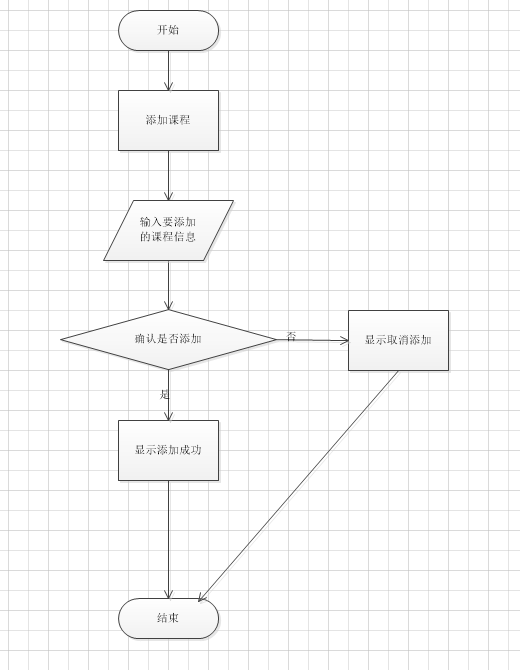 开始
添加课程
输入要添加
的课程信息
确认是否添加
否
显示取消添加
是
显示添加成功
结束